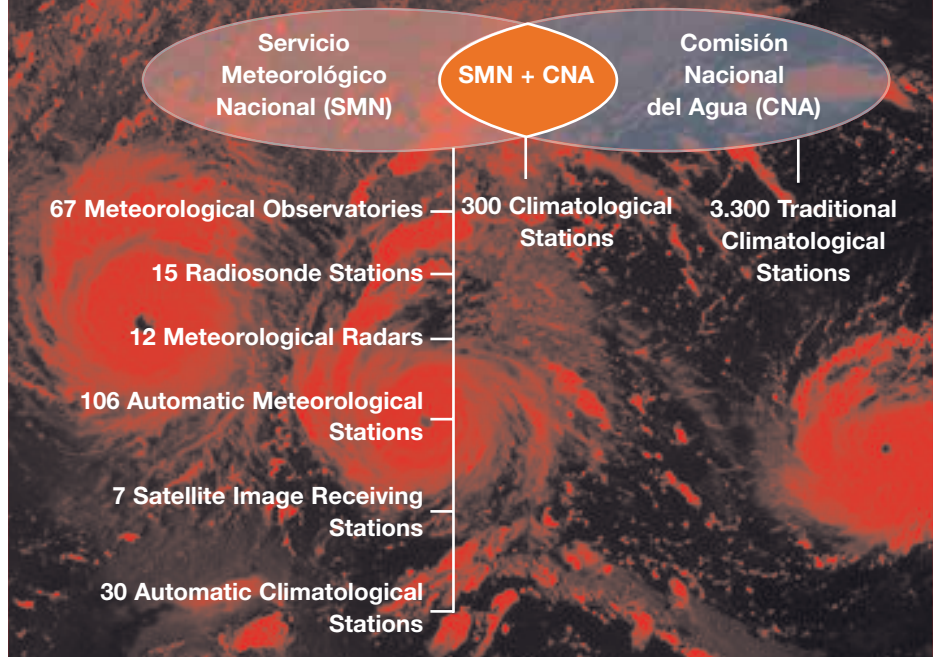 Servicio
Meteorológico
Nacional (SMN)
SMN + CNA
Comisión
Nacional
del Agua (CNA)
67 Meteorological Observatories
15 Radiosonde Stations
12 Meteorological Radars
106 Automatic Meteorological
Stations
7 Satellite Image Receiving
Stations
30 Automatic Climatological
Stations
300 Climatological
Stations
3.300 Traditional
Climatological
Stations